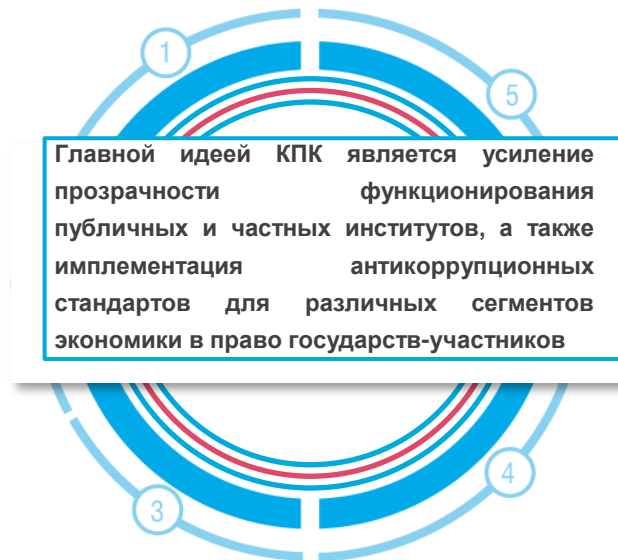 1
5
Главной идеей КПК является усиление
прозрачности функционирования
публичных и частных институтов, а также
имплементация антикоррупционных
стандартов для различных сегментов
экономики в право государств-участников
4
3